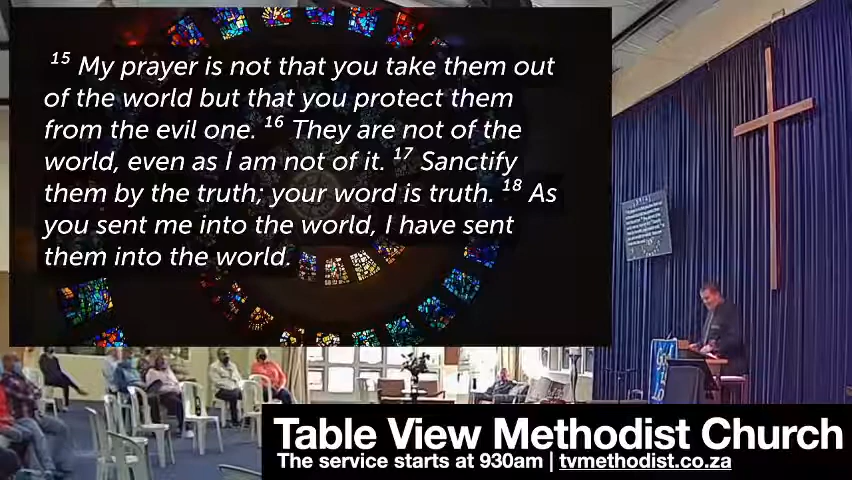 15 My prayer is not that you take them out
of the world but that you protect them
from the evil one. 16 They are not of the
world, even as I am not of it. 17 Sanctify
them by the truth; your word is truth. 18 As
you sent me into the world, I have sent
them into the world.
Table View Methodist Church
The service starts at 930am | tvmethodist.co.za